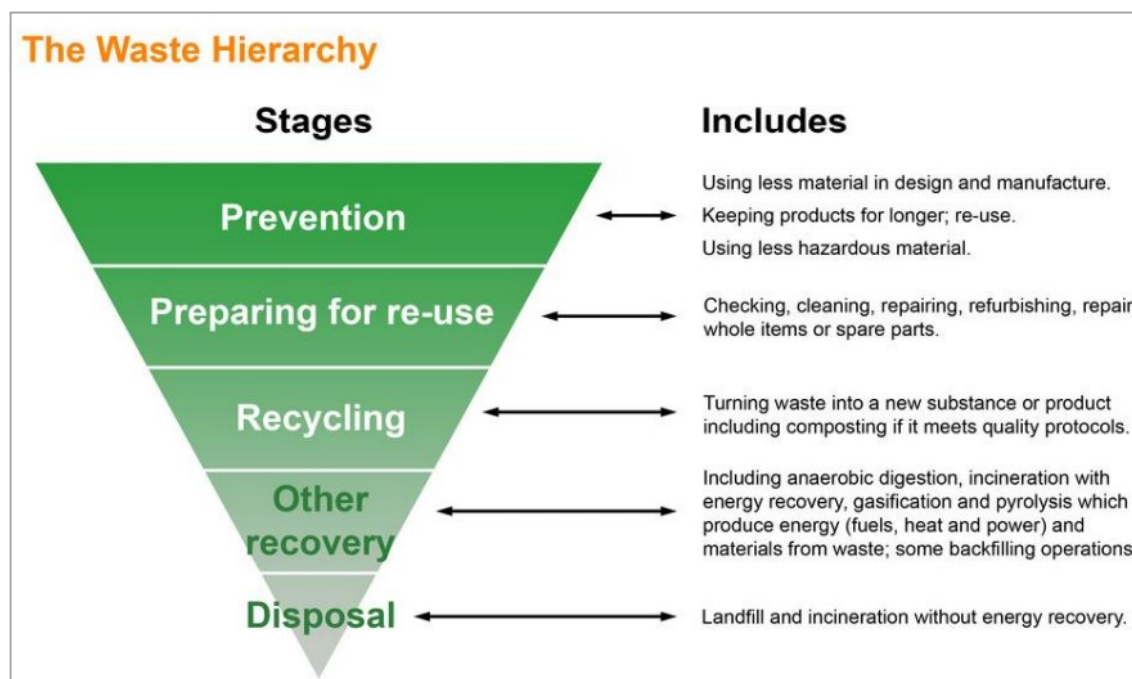 The Waste Hierarchy
Stages
Includes
Prevention
Using less material in design and manufacture.
Keeping products for longer; re-use.
Using less hazardous material.
Preparing for re-use
Checking, cleaning, repairing, refurbishing, repair
whole items or spare parts.
Recycling
Turning waste into a new substance or product
including composting if it meets quality protocols.
Other
recovery
Including anaerobic digestion, incineration with
energy recovery, gasification and pyrolysis which
produce energy (fuels, heat and power) and
materials from waste; some backfilling operations
Disposal
Landfill and incineration without energy recovery.